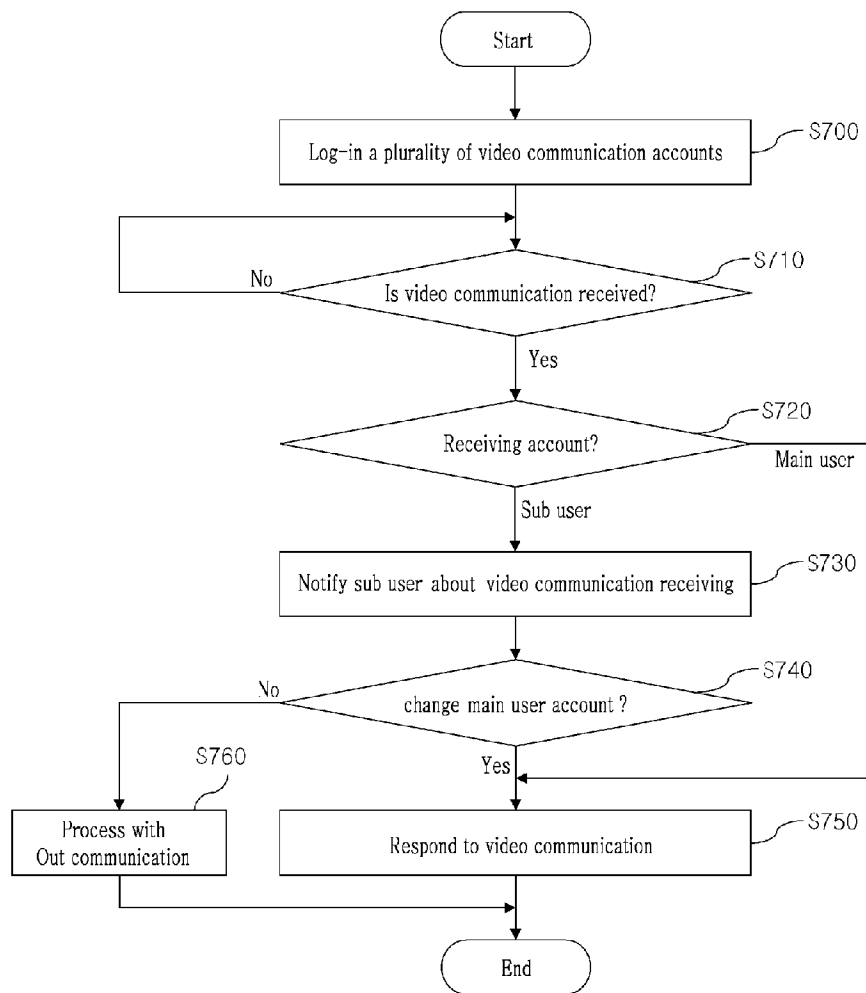 Start
S700
Log-in a plurality of video communication accounts
S710
No
Is video communication received?
Yes
S720
Receiving account?
Main user
Sub user
S730
Notify sub user about video communication receiving
S740
No
change main user account ?
Yes
S760
Process with
Out communication
S750
Respond to video communication
End